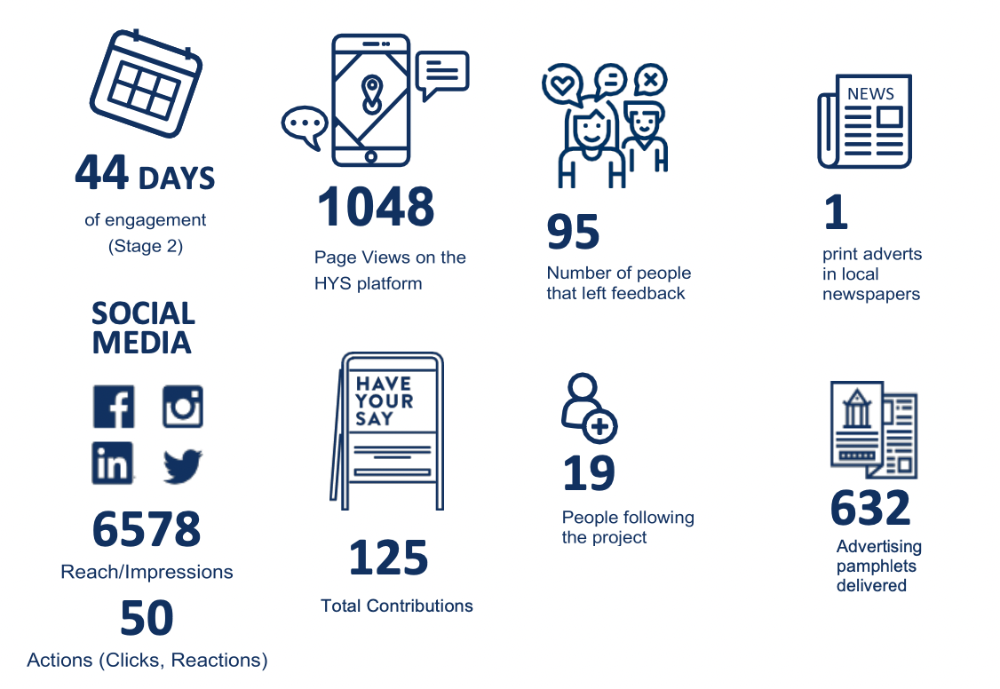 44 DAYS
of engagement
(Stage 2)
1048
Page Views on the
HYS platform
95
Number of people
that left feedback
NEWS
1
print adverts
in local
newspapers
SOCIAL
MEDIA
f
in
6578
Reach/Impressions
50
Actions (Clicks, Reactions)
HAVE
YOUR
SAY
125
Total Contributions
19
People following
the project
632
Advertising
pamphlets
delivered